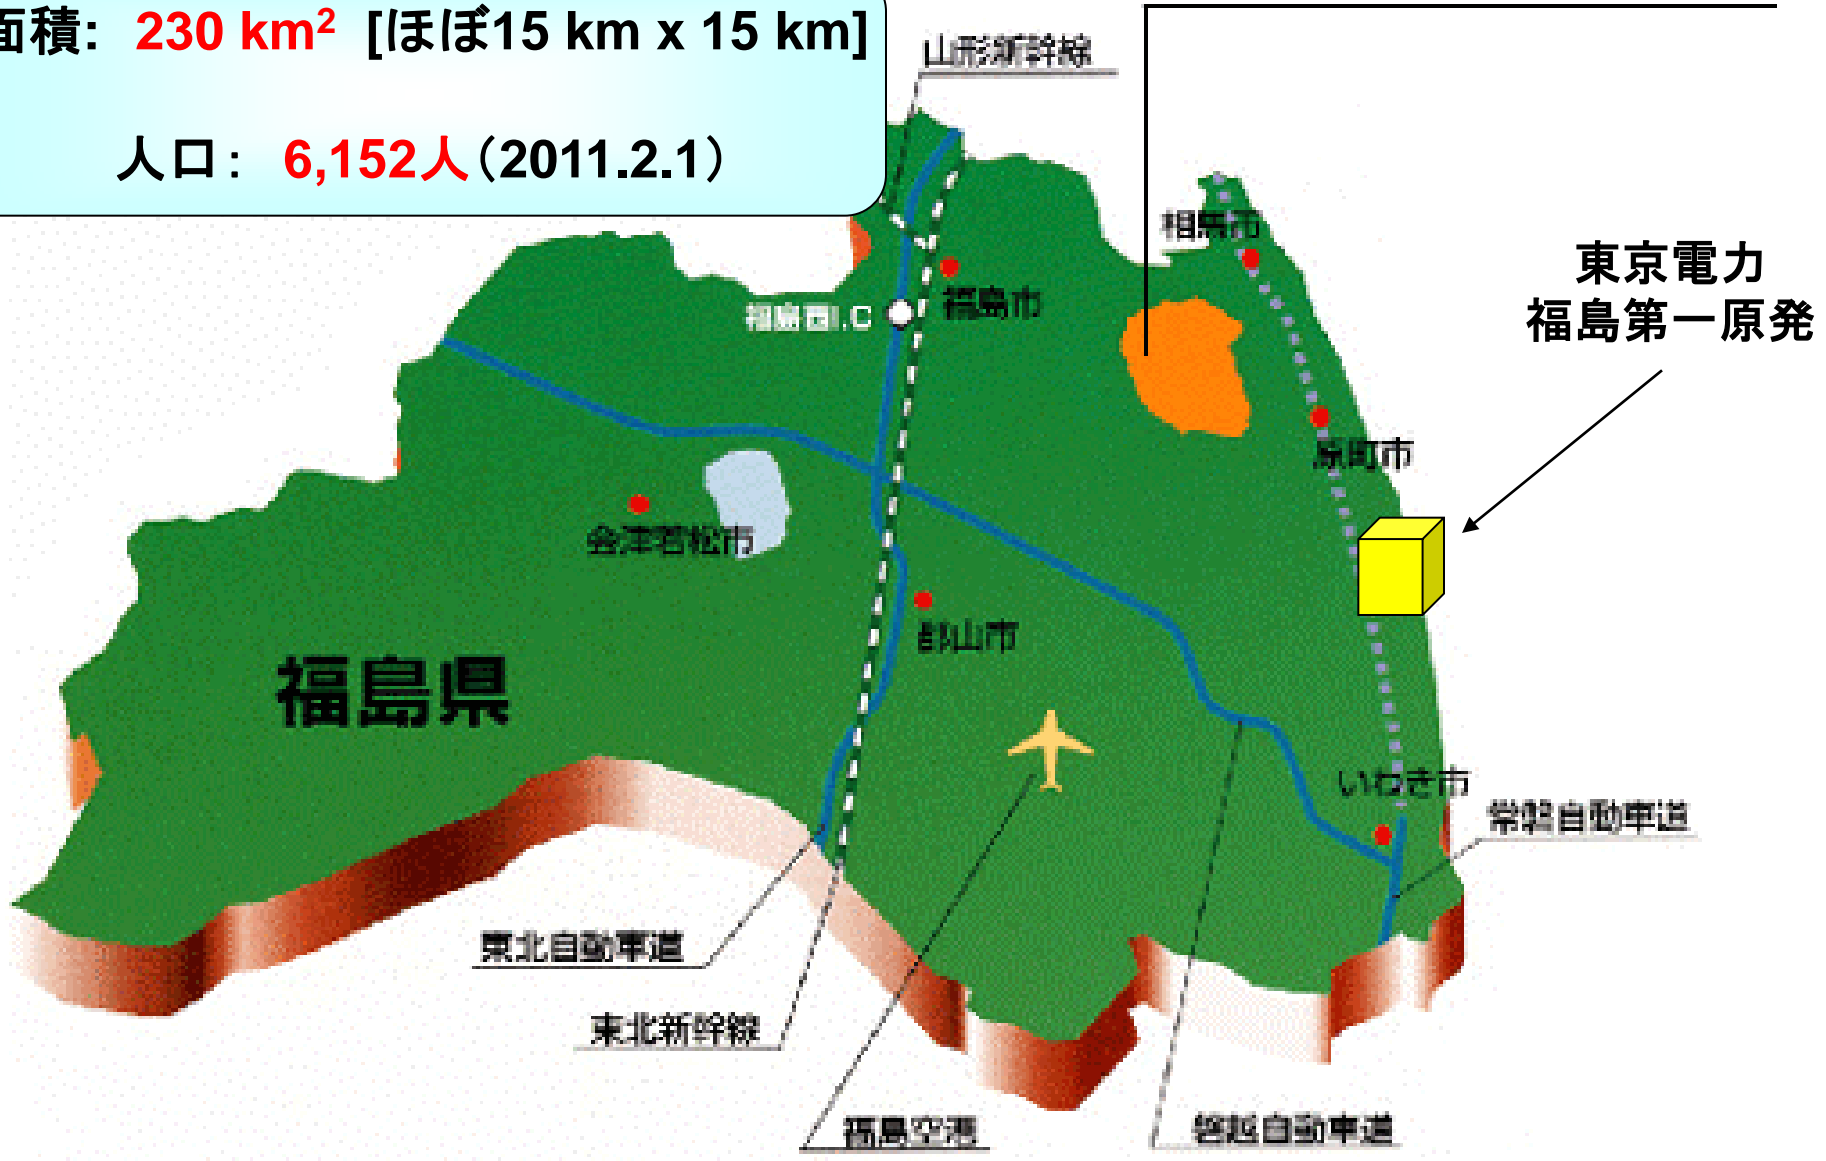 面積: 230 km² [ほぼ15 km x 15 km]
人口: 6,152人(2011.2.1)
山形新幹線
相馬市
東京電力
福島第一原発
福島西I.C
福島市
原町市
会津若松市
郡山市
福島県
いわき市
常磐自動車道
東北自動車道
東北新幹線
福島空港
磐越自動車道